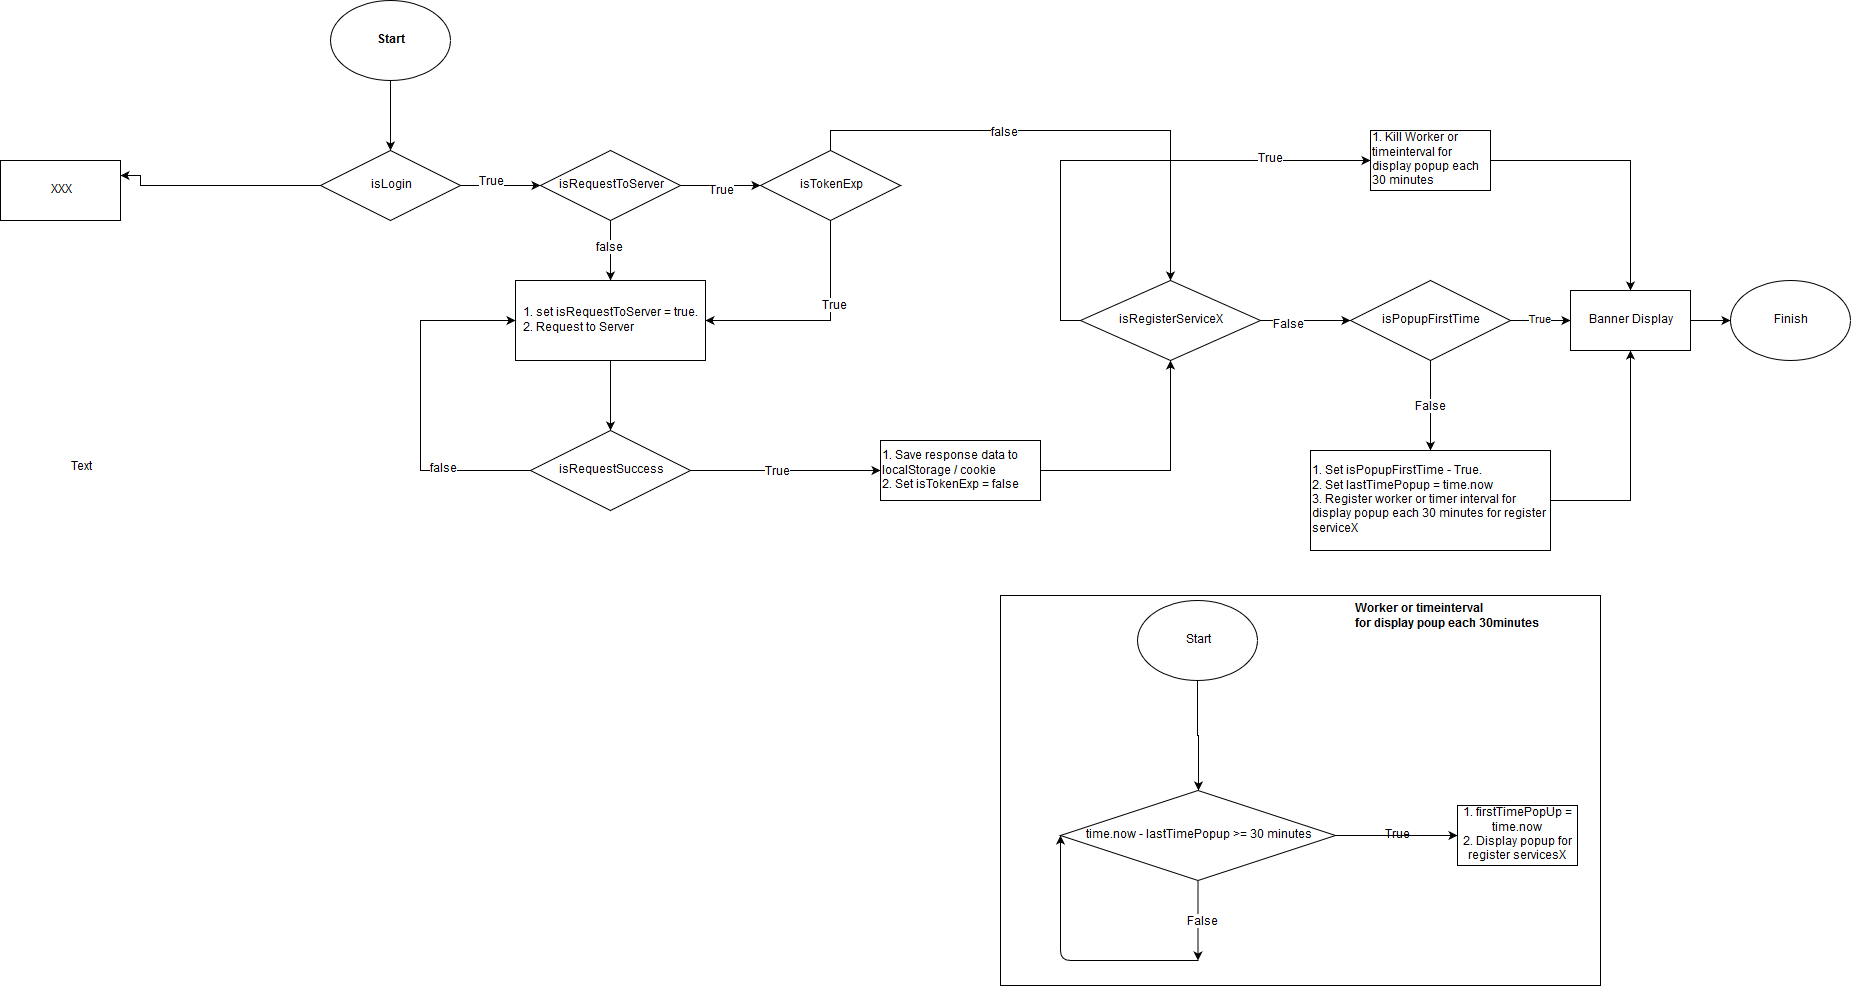 Start
false
1. Kill Worker or
timeinterval for
display popup each
30 minutes
True
XXX
isLogin
True
isRequestToServer
True
isTokenExp
false
True
1. set isRequestToServer = true.
2. Request to Server
isRegisterServiceX
False
isPopupFirstTime
True
Banner Display
Finish
False
Text
false
isRequestSuccess
True
1. Save response data to
localStorage / cookie
2. Set isTokenExp = false
1. Set isPopupFirstTime - True.
2. Set lastTimePopup = time.now
3. Register worker or timer interval for
display popup each 30 minutes for register
serviceX
Worker or timeinterval
for display poup each 30minutes
Start
time.now - lastTimePopup >= 30 minutes
True
1. firstTimePopUp =
time.now
2. Display popup for
register servicesX
False